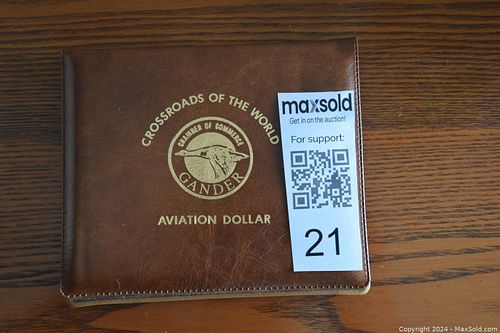 CROSSROADS OF THE WORLD
CHAMBER OF COMMERCE
GANDER
AVIATION DOLLAR
maxsold
Get in on the auction!
For support:
21
Copyright 2024 - MaxSold.com